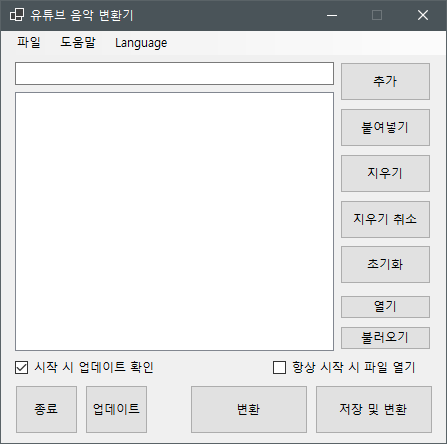 유튜브 음악 변환기
파일 도움말 Language
추가
붙여넣기
지우기
지우기 취소
초기화
열기
불러오기
시작 시 업데이트 확인 항상 시작 시 파일 열기
종료 업데이트 변환 저장 및 변환